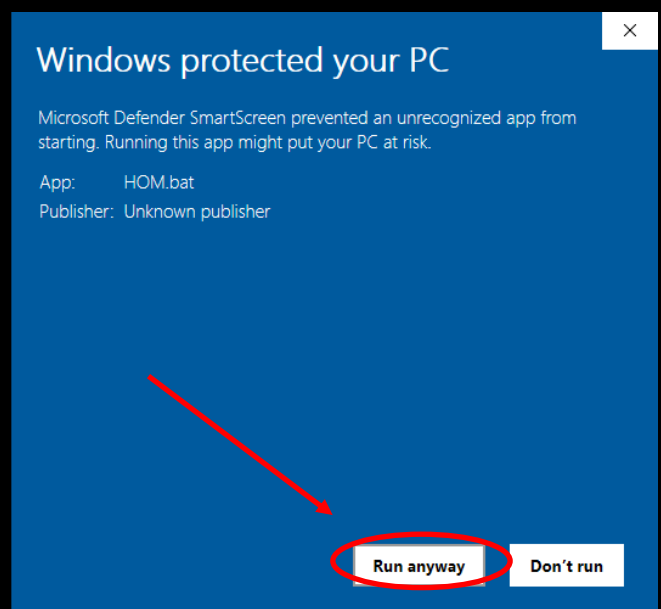 Windows protected your PC
Microsoft Defender SmartScreen prevented an unrecognized app from
starting. Running this app might put your PC at risk.
App: HOM.bat
Publisher: Unknown publisher
Run anyway Don't run